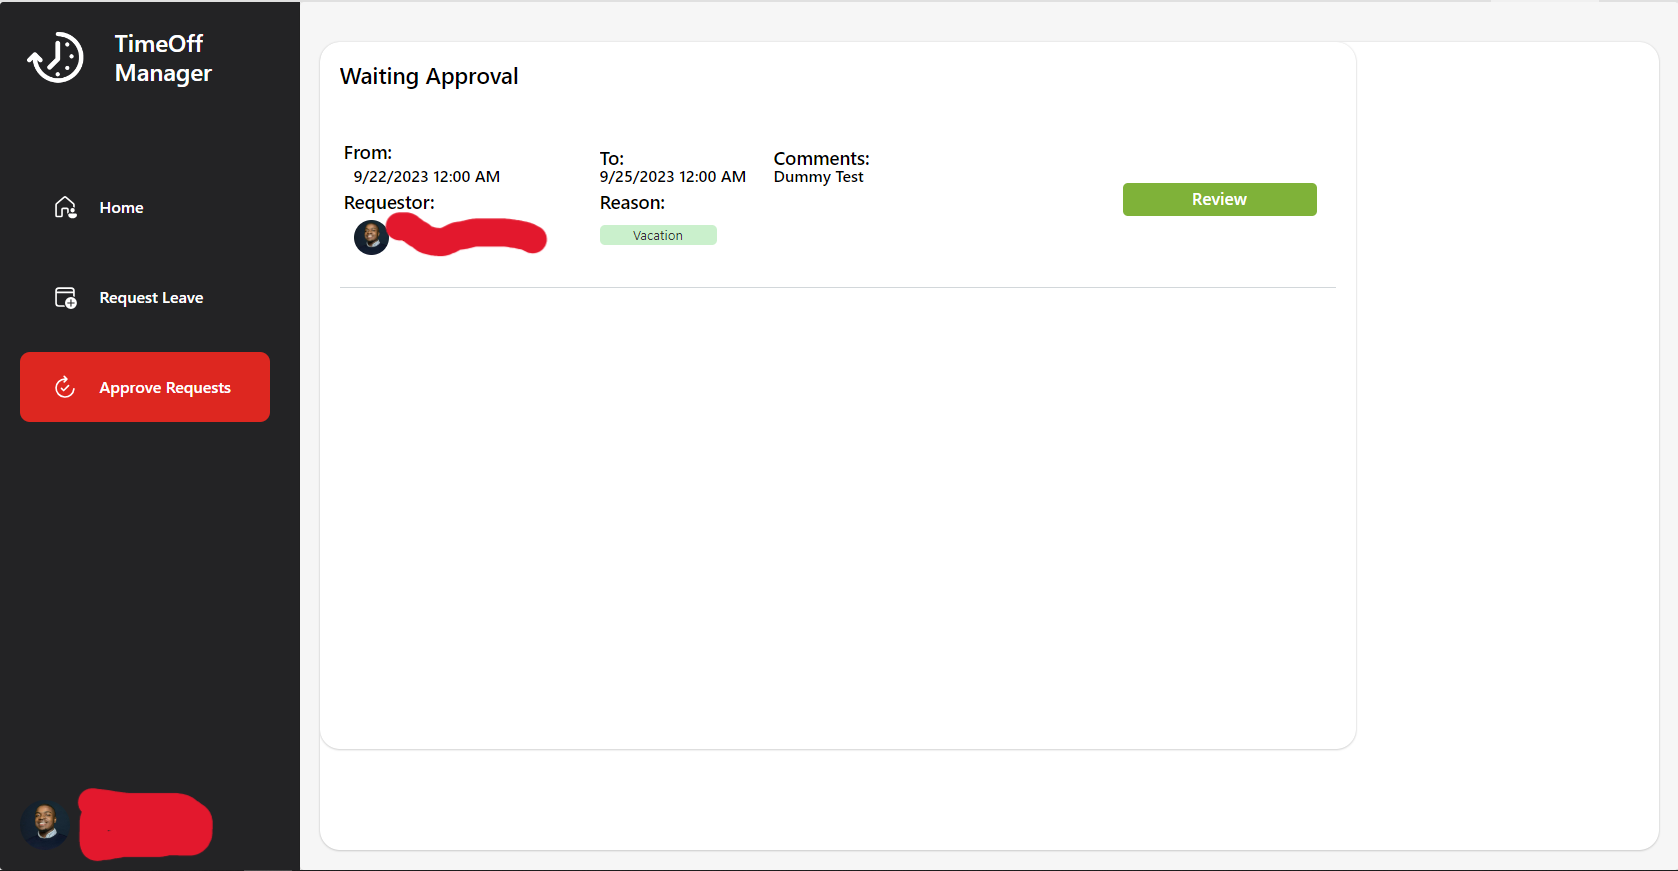 TimeOff
Manager
Home
Request Leave
Approve Requests
Waiting Approval
From:
9/22/2023 12:00 AM
To:
9/25/2023 12:00 AM
Comments:
Dummy Test
Requestor:
Reason:
Vacation
Review